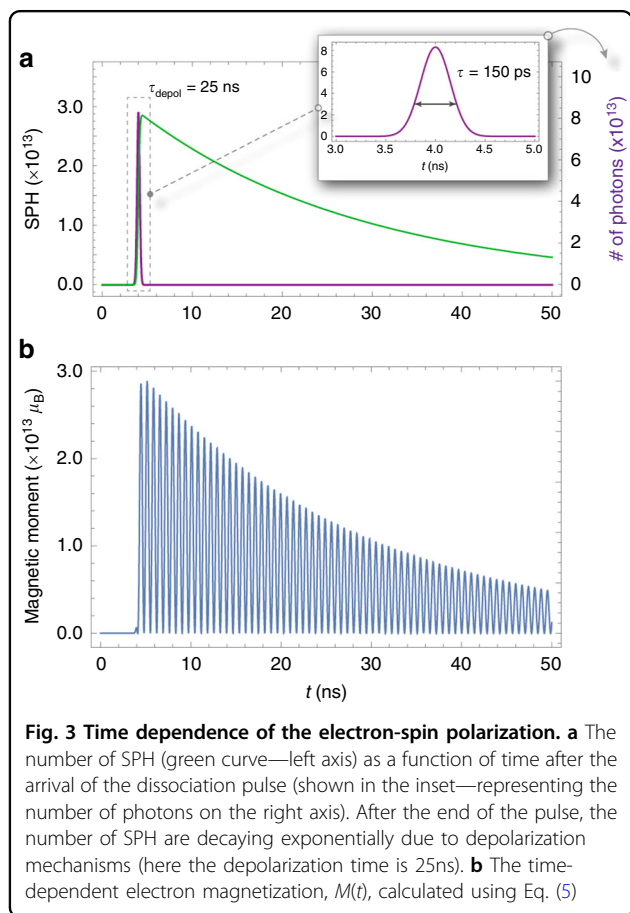 a
τdepol = 25 ns
SPH (×10¹³)
3.0
2.0
1.0
0.0
0 10 20 30 40 50
8
6
4
2
0
τ = 150 ps
3.0 3.5 4.0 4.5 5.0
t (ns)
10
8
6
4
2
0
# of photons (x10¹³)
b
Magnetic moment (×10¹³ μB)
3.0
2.0
1.0
0.0
0 10 20 30 40 50
t (ns)
Fig. 3 Time dependence of the electron-spin polarization. a The
number of SPH (green curve—left axis) as a function of time after the
arrival of the dissociation pulse (shown in the inset—representing the
number of photons on the right axis). After the end of the pulse, the
number of SPH are decaying exponentially due to depolarization
mechanisms (here the depolarization time is 25ns). b The time-
dependent electron magnetization, M(t), calculated using Eq. (5)